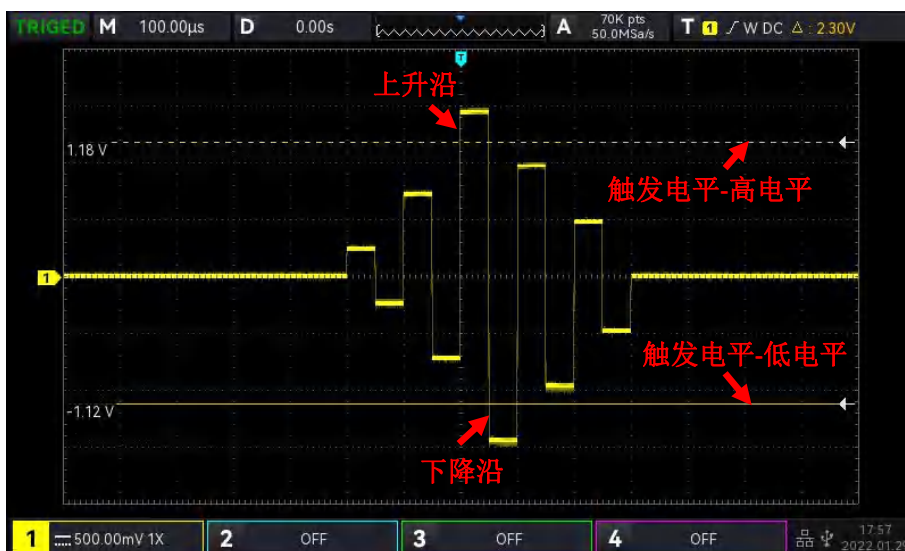 TRIGED M 100.00μs D 0.00s A 70K pts 50.0MSa/s T 1 W DC △ : 2.30V
T
上升沿
1.18 V
触发电平-高电平
1
触发电平-低电平
-1.12 V
下降沿
1 500.00mV 1X 2 OFF 3 OFF 4 OFF 17:57
2022.01.29